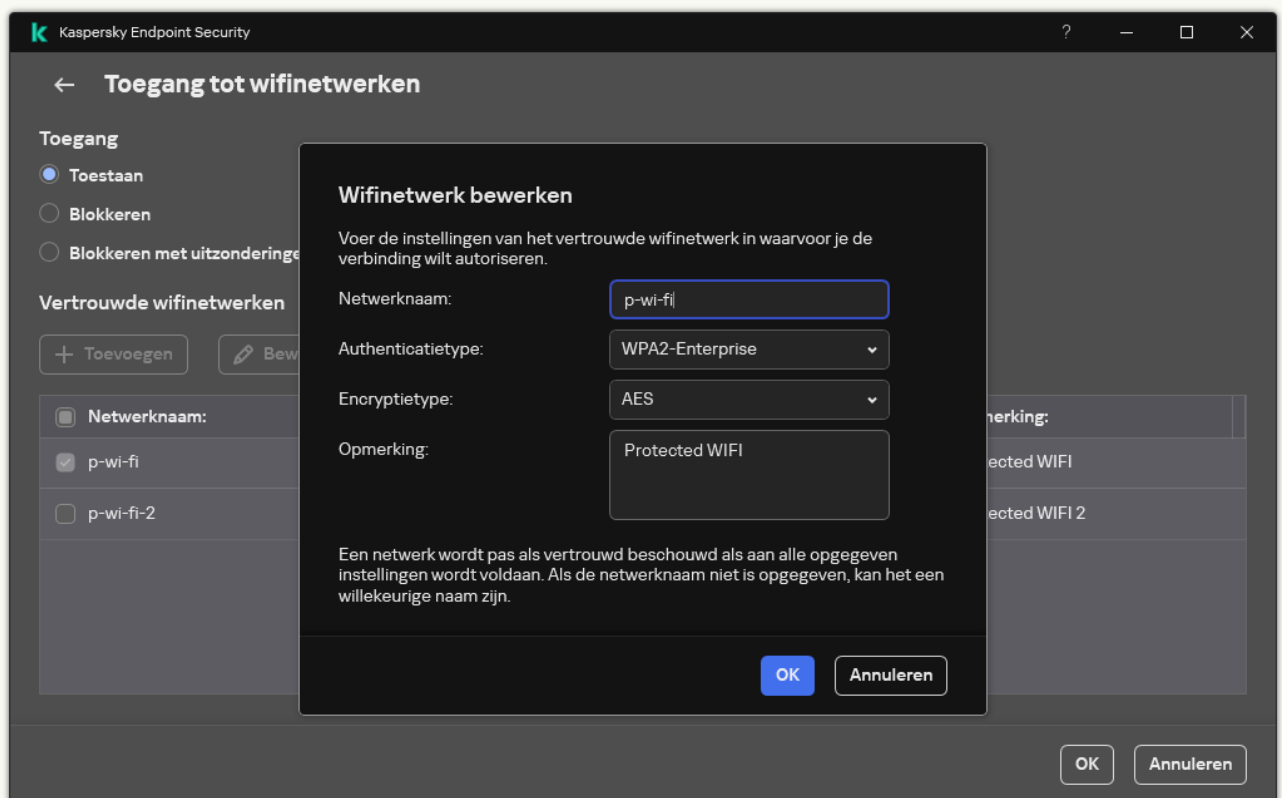 Kaspersky Endpoint Security
?
Toegang tot wifinetwerken
Toegang
Toestaan
Blokkeren
Blokkeren met uitzonderinge
Vertrouwde wifinetwerken
Toevoegen
Bew
Netwerknaam:
p-wi-fi
p-wi-fi-2
Wifinetwerk bewerken
Voer de instellingen van het vertrouwde wifinetwerk in waarvoor je de
verbinding wilt autoriseren.
Netwerknaam:
p-wi-fi
Authenticatietype:
WPA2-Enterprise
Encryptietype:
AES
Opmerking:
Protected WIFI
Een netwerk wordt pas als vertrouwd beschouwd als aan alle opgegeven
instellingen wordt voldaan. Als de netwerknaam niet is opgegeven, kan het een
willekeurige naam zijn.
OK
Annuleren
nerking:
ected WIFI
ected WIFI 2
OK
Annuleren